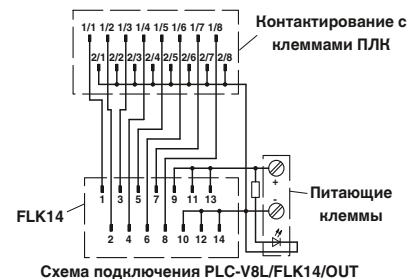 Контактирование с
клеммами ПЛК
1/1 1/2 1/3 1/4 1/5 1/6 1/7 1/8
2/1 2/2 2/3 2/4 2/5 2/6 2/7 2/8
+
-
Питающие
клеммы
FLK14
1 3 5 7 9 11 13
2 4 6 8 10 12 14
Схема подключения PLC-V8L/FLK14/OUT